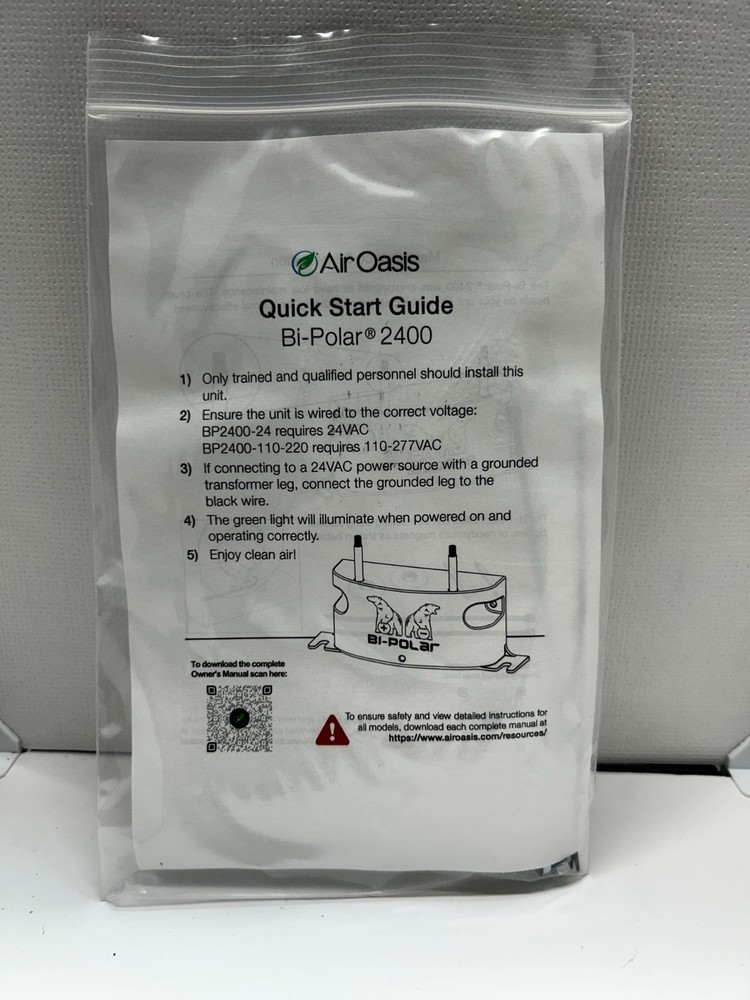 AirOasis
Quick Start Guide
Bi-Polar® 2400
1) Only trained and qualified personnel should install this
unit.
2) Ensure the unit is wired to the correct voltage:
BP2400-24 requires 24VAC
BP2400-110-220 requires 110-277VAC
3) If connecting to a 24VAC power source with a grounded
transformer leg, connect the grounded leg to the
black wire.
4) The green light will illuminate when powered on and
operating correctly.
5) Enjoy clean air!
BI-POLar
To download the complete
Owner's Manual scan here:
To ensure safety and view detailed instructions for
all models, download each complete manual at
https://www.airoasis.com/resources/